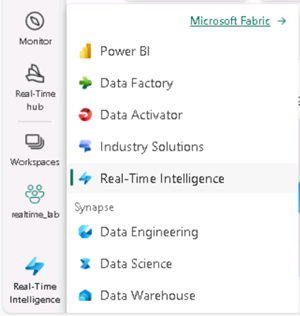 Monitor
Real-Time
hub
Workspaces
realtime_lab
Real-Time
Intelligence
Microsoft Fabric →
Power BI
Data Factory
Data Activator
Industry Solutions
Real-Time Intelligence
Synapse
Data Engineering
Data Science
Data Warehouse